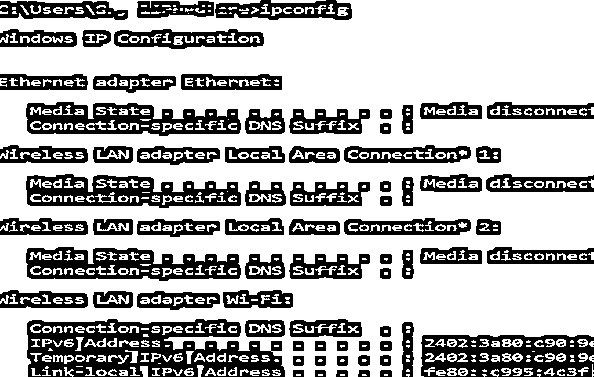 C:\Users\G._ >ipconfig
Windows IP Configuration
Ethernet adapter Ethernet:
Media State . . . . . . . . . . . : Media disconnect
Connection-specific DNS Suffix . :
Wireless LAN adapter Local Area Connection* 1:
Media State . . . . . . . . . . . : Media disconnect
Connection-specific DNS Suffix . :
Wireless LAN adapter Local Area Connection* 2:
Media State . . . . . . . . . . . : Media disconnect
Connection-specific DNS Suffix . :
Wireless LAN adapter Wi-Fi:
Connection-specific DNS Suffix . :
IPv6 Address. . . . . . . . . . . : 2402:3a80:c90:9e
Temporary IPv6 Address. . . . . . : 2402:3a80:c90:9e
Link-local IPv6 Address . . . . . : fe80::c995:4c3f